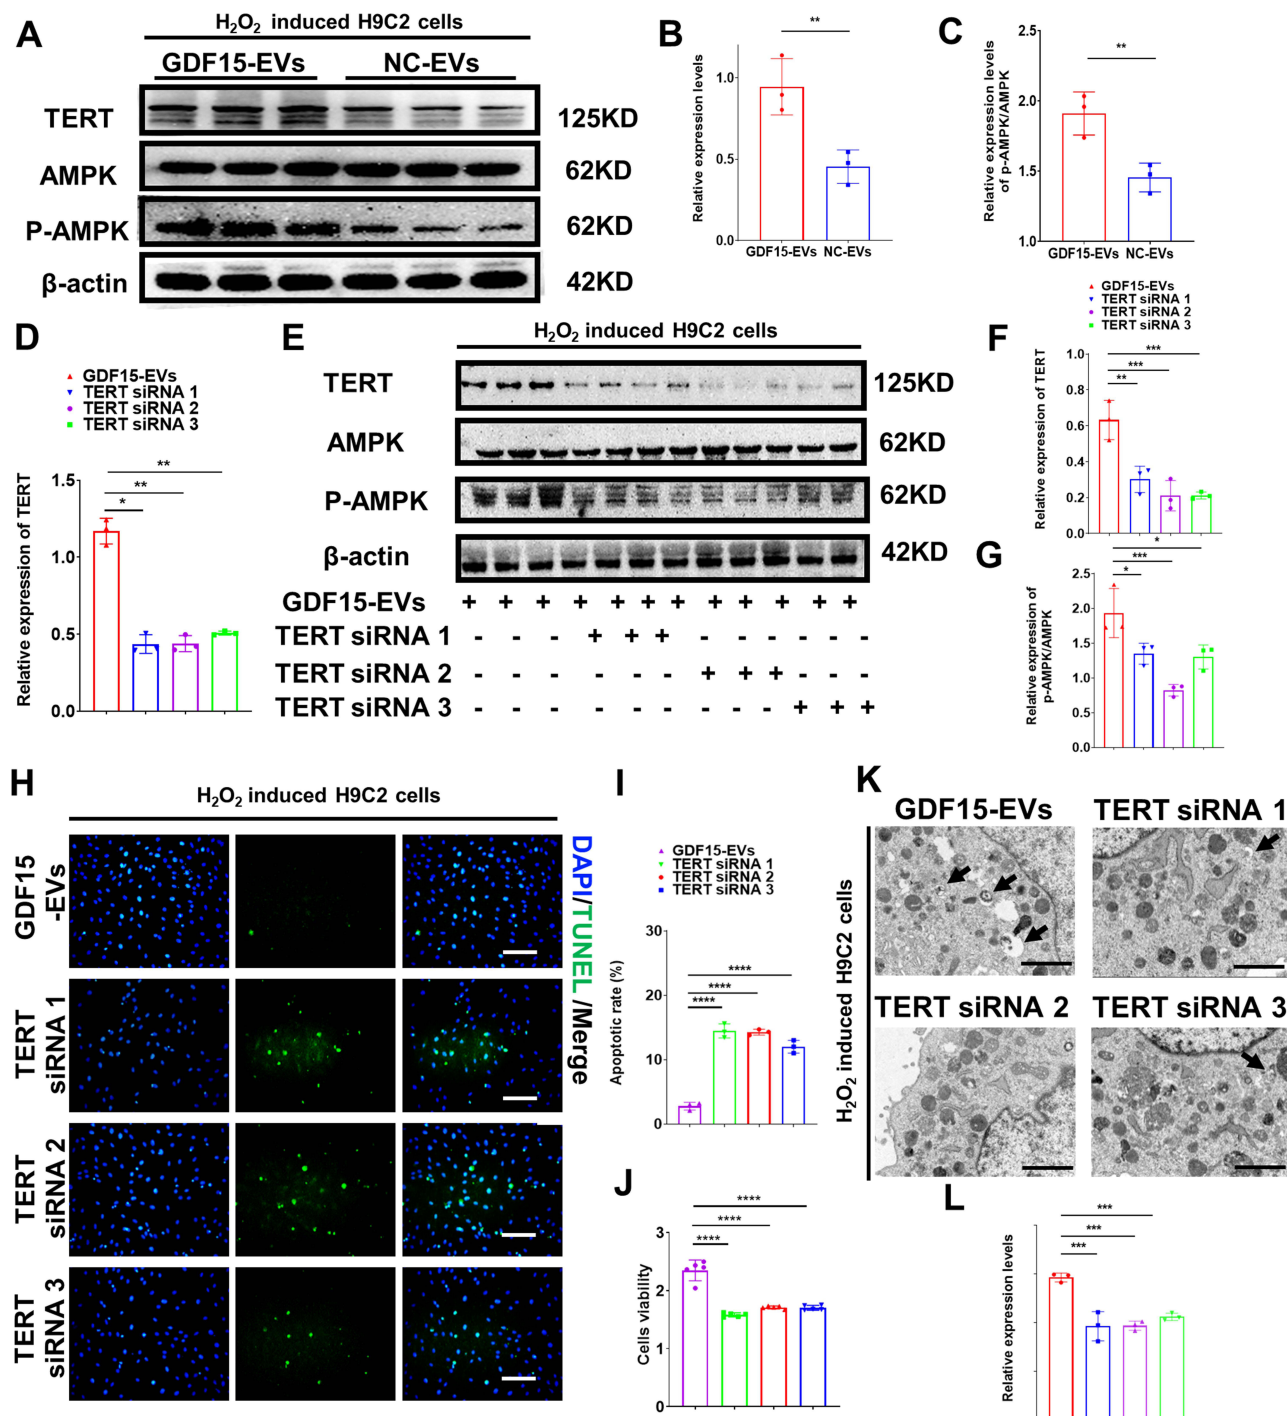 A
H₂O₂ induced H9C2 cells
GDF15-EVs NC-EVs
TERT 125KD
AMPK 62KD
P-AMPK 62KD
β-actin 42KD
B
**
Relative expression levels
1.0
0.5
0.0
GDF15-EVs NC-EVs
C
**
Relative expression levels
of p-AMPK/AMPK
2.5
2.0
1.5
1.0
GDF15-EVs NC-EVs
D
GDF15-EVs
TERT siRNA 1
TERT siRNA 2
TERT siRNA 3
**
**
*
Relative expression of TERT
1.5
1.0
0.5
0.0
E
H₂O₂ induced H9C2 cells
TERT 125KD
AMPK 62KD
P-AMPK 62KD
β-actin 42KD
GDF15-EVs + + + + + + + + + + + +
TERT siRNA 1 - - - + + + - - - - - -
TERT siRNA 2 - - - - - - + + + - - -
TERT siRNA 3 - - - - - - - - - + + +
GDF15-EVs
TERT siRNA 1
TERT siRNA 2
TERT siRNA 3
F
***
***
**
Relative expression of TERT
1.0
0.8
0.6
0.4
0.2
0.0
G
*
***
*
Relative expression of
p-AMPK/AMPK
2.5
2.0
1.5
1.0
0.5
0.0
H
H₂O₂ induced H9C2 cells
GDF15
-EVs
TERT
siRNA 1
TERT
siRNA 2
TERT
siRNA 3
DAPI/TUNEL /Merge
I
GDF15-EVs
TERT siRNA 1
TERT siRNA 2
TERT siRNA 3
****
****
****
Apoptotic rate (%)
30
20
10
0
J
****
****
****
Cells viability
3
2
1
0
K
H₂O₂ induced H9C2 cells
GDF15-EVs TERT siRNA 1
TERT siRNA 2 TERT siRNA 3
L
***
***
***
Relative expression levels